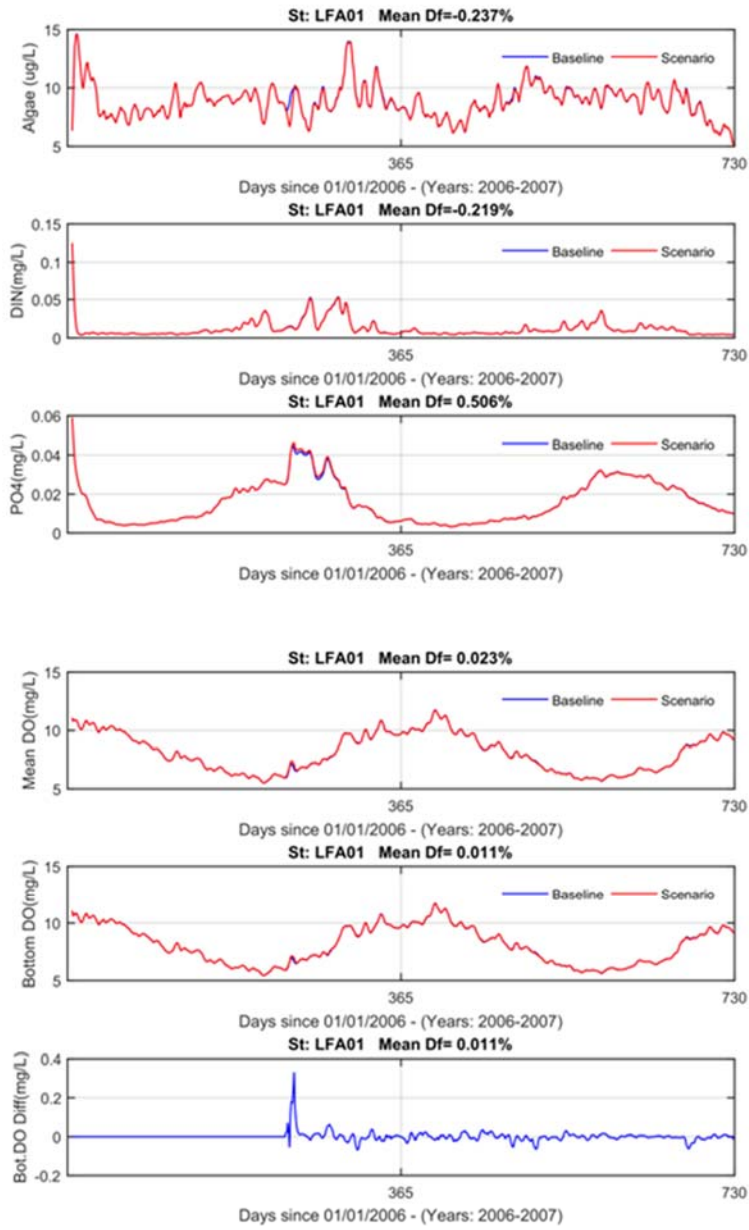 St: LFA01 Mean Df=-0.237%
15
10
5
Algae (ug/L)
Baseline Scenario
365 730
Days since 01/01/2006 - (Years: 2006-2007)
St: LFA01 Mean Df=-0.219%
0.15
0.1
0.05
0
DIN(mg/L)
Baseline Scenario
365 730
Days since 01/01/2006 - (Years: 2006-2007)
St: LFA01 Mean Df= 0.506%
0.06
0.04
0.02
0
PO4(mg/L)
Baseline Scenario
365 730
Days since 01/01/2006 - (Years: 2006-2007)
St: LFA01 Mean Df= 0.023%
15
10
5
Mean DO(mg/L)
Baseline Scenario
365 730
Days since 01/01/2006 - (Years: 2006-2007)
St: LFA01 Mean Df= 0.011%
15
10
5
Bottom DO(mg/L)
Baseline Scenario
365 730
Days since 01/01/2006 - (Years: 2006-2007)
St: LFA01 Mean Df= 0.011%
0.4
0.2
0
-0.2
Bot.DO Diff(mg/L)
365 730
Days since 01/01/2006 - (Years: 2006-2007)